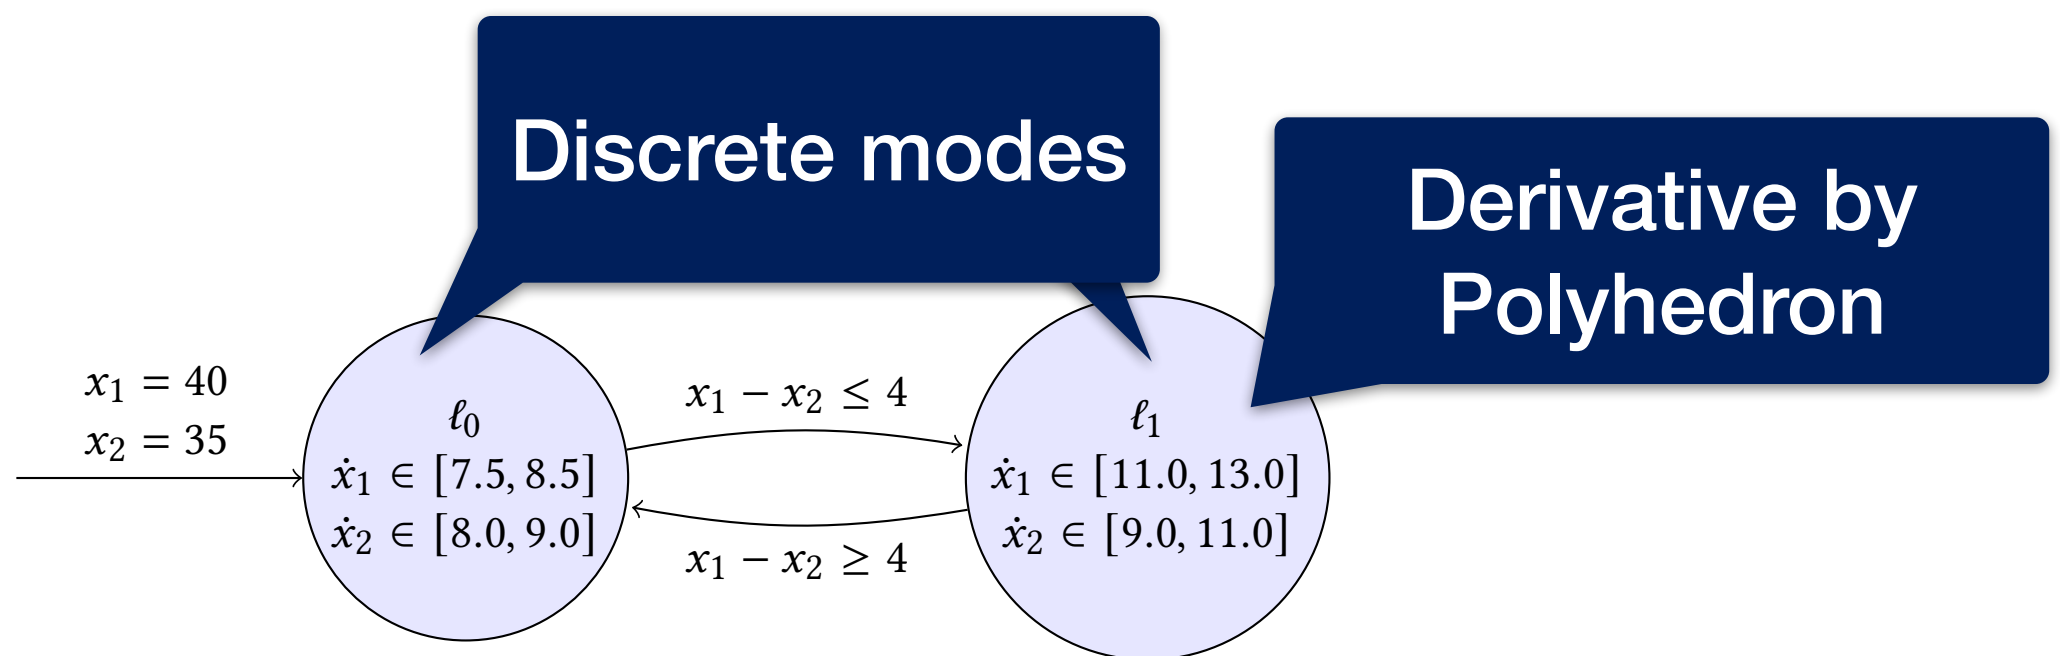 Discrete modes
Derivative by
Polyhedron
x₁ = 40
x₂ = 35
ℓ₀
ẋ₁ ∈ [7.5, 8.5]
ẋ₂ ∈ [8.0, 9.0]
x₁ − x₂ ≤ 4
x₁ − x₂ ≥ 4
ℓ₁
ẋ₁ ∈ [11.0, 13.0]
ẋ₂ ∈ [9.0, 11.0]